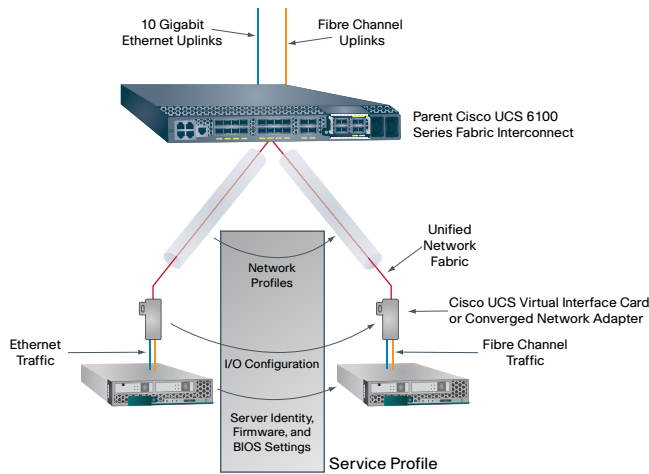 10 Gigabit
Ethernet Uplinks
Fibre Channel
Uplinks
Parent Cisco UCS 6100
Series Fabric Interconnect
Unified
Network
Fabric
Network
Profiles
Cisco UCS Virtual Interface Card
or Converged Network Adapter
Ethernet
Traffic
I/O Configuration
Fibre Channel
Traffic
Server Identity,
Firmware, and
BIOS Settings
Service Profile